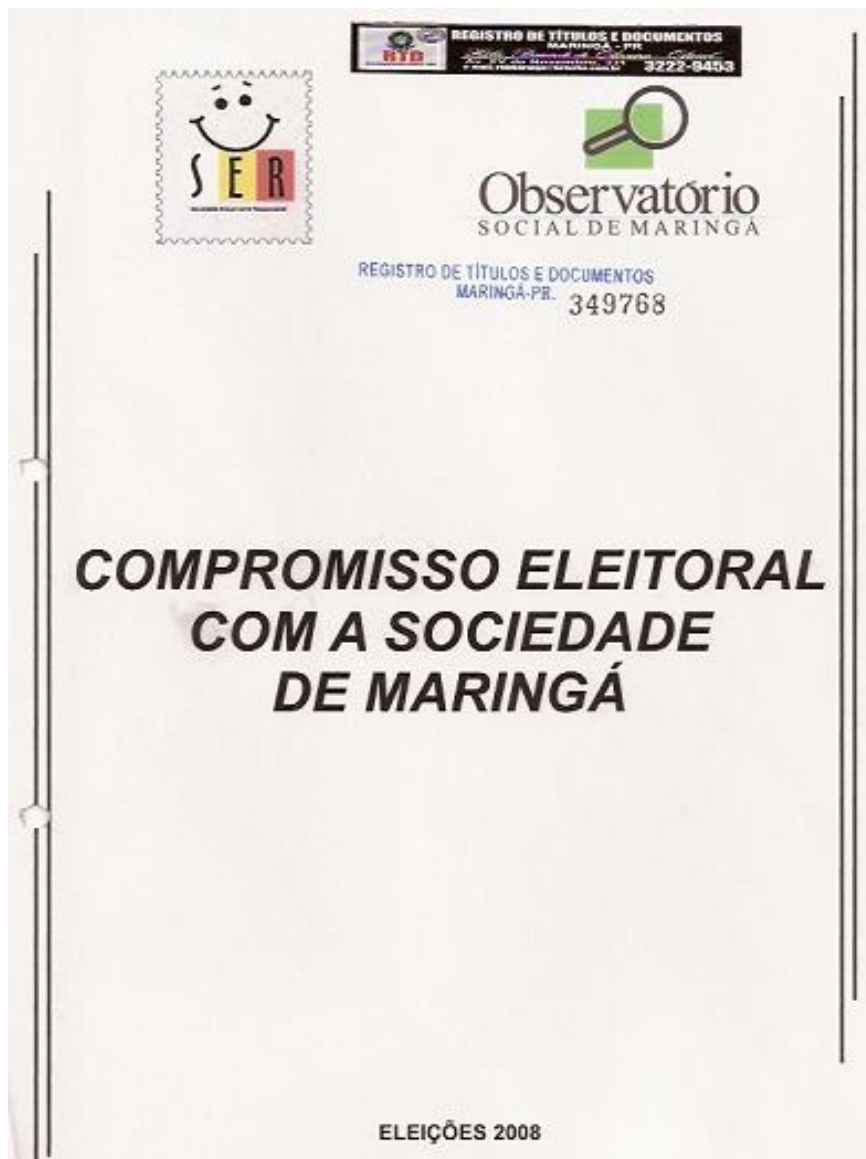 REGISTRO DE TÍTULOS E DOCUMENTOS
MARINGÁ - PR
RTD
3222-9453
SER
Observatório
SOCIAL DE MARINGÁ
REGISTRO DE TÍTULOS E DOCUMENTOS
MARINGÁ-PR. 349768
COMPROMISSO ELEITORAL
COM A SOCIEDADE
DE MARINGÁ
ELEIÇÕES 2008